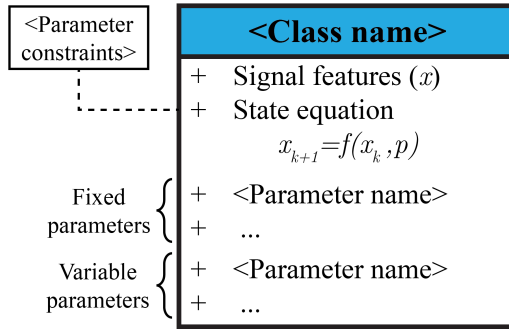 <Parameter
constraints>
<Class name>
+ Signal features (x)
+ State equation
x_{k+1}=f(x_k,p)
Fixed
parameters
+ <Parameter name>
+ ...
Variable
parameters
+ <Parameter name>
+ ...